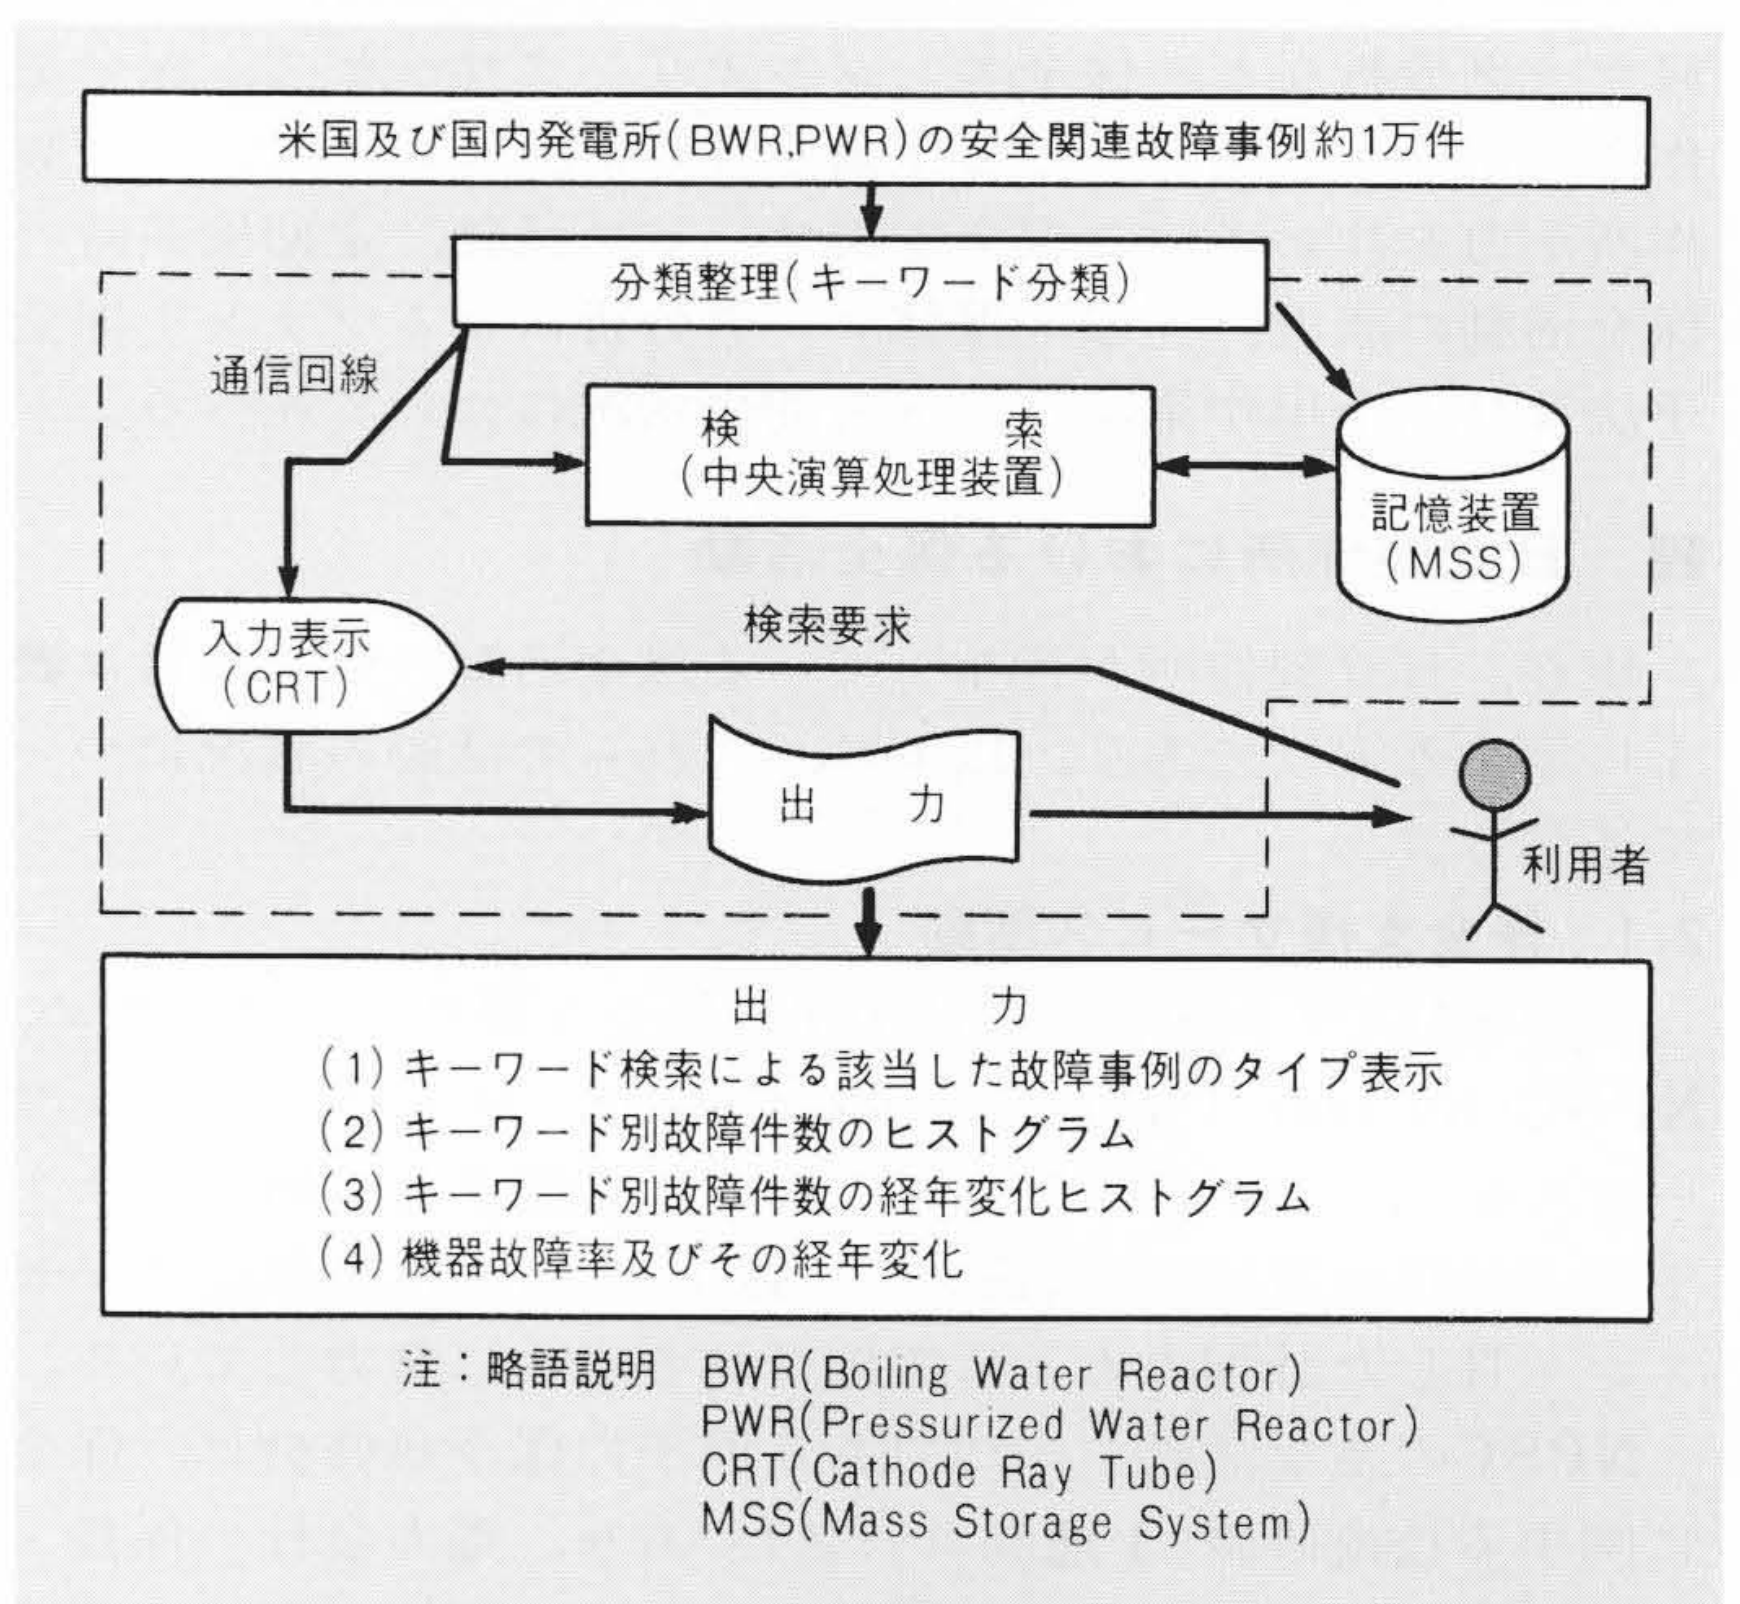 米国及び国内発電所(BWR,PWR)の安全関連故障事例約1万件
分類整理(キーワード分類)
通信回線
検索
(中央演算処理装置)
記憶装置
(MSS)
入力表示
(CRT)
検索要求
出力
利用者
出力
(1)キーワード検索による該当した故障事例のタイプ表示
(2)キーワード別故障件数のヒストグラム
(3)キーワード別故障件数の経年変化ヒストグラム
(4)機器故障率及びその経年変化
注:略語説明 BWR(Boiling Water Reactor)
PWR(Pressurized Water Reactor)
CRT(Cathode Ray Tube)
MSS(Mass Storage System)